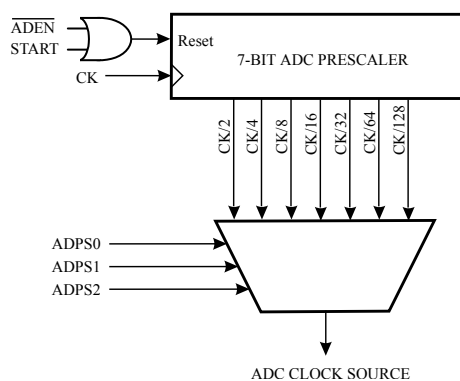 A̅D̅E̅N̅
START
Reset
CK
7-BIT ADC PRESCALER
CK/2
CK/4
CK/8
CK/16
CK/32
CK/64
CK/128
ADPS0
ADPS1
ADPS2
ADC CLOCK SOURCE